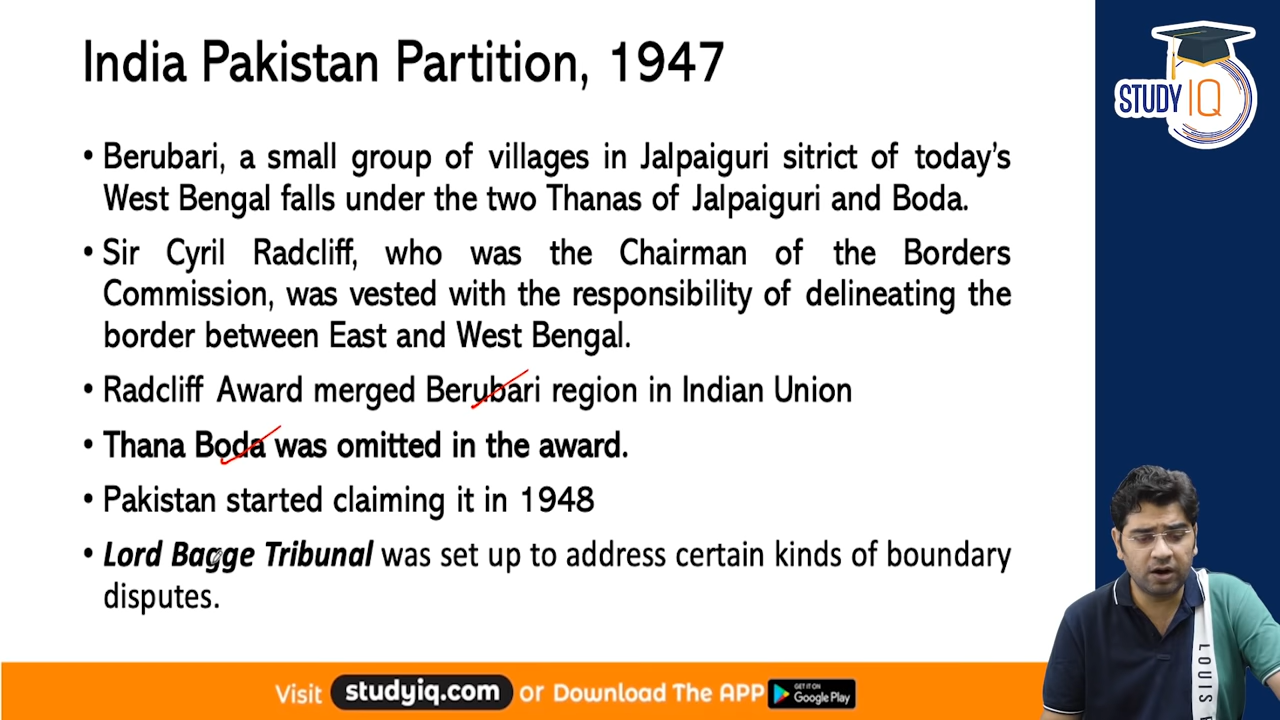 India Pakistan Partition, 1947
STUDY IQ
• Berubari, a small group of villages in Jalpaiguri sitrict of today's
West Bengal falls under the two Thanas of Jalpaiguri and Boda.
• Sir Cyril Radcliff, who was the Chairman of the Borders
Commission, was vested with the responsibility of delineating the
border between East and West Bengal.
• Radcliff Award merged Berubari region in Indian Union
• Thana Boda was omitted in the award.
• Pakistan started claiming it in 1948
• Lord Bagge Tribunal was set up to address certain kinds of boundary
disputes.
LOUIS
Visit studyiq.com or Download The APP GET IT ON Google Play